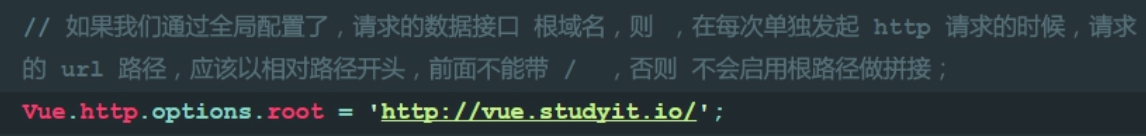 // 如果我们通过全局配置了，请求的数据接口 根域名，则 ，在每次单独发起 http 请求的时候，请求
的 url 路径，应该以相对路径开头，前面不能带 / ，否则 不会启用根路径做拼接；
Vue.http.options.root = 'http://vue.studyit.io/';